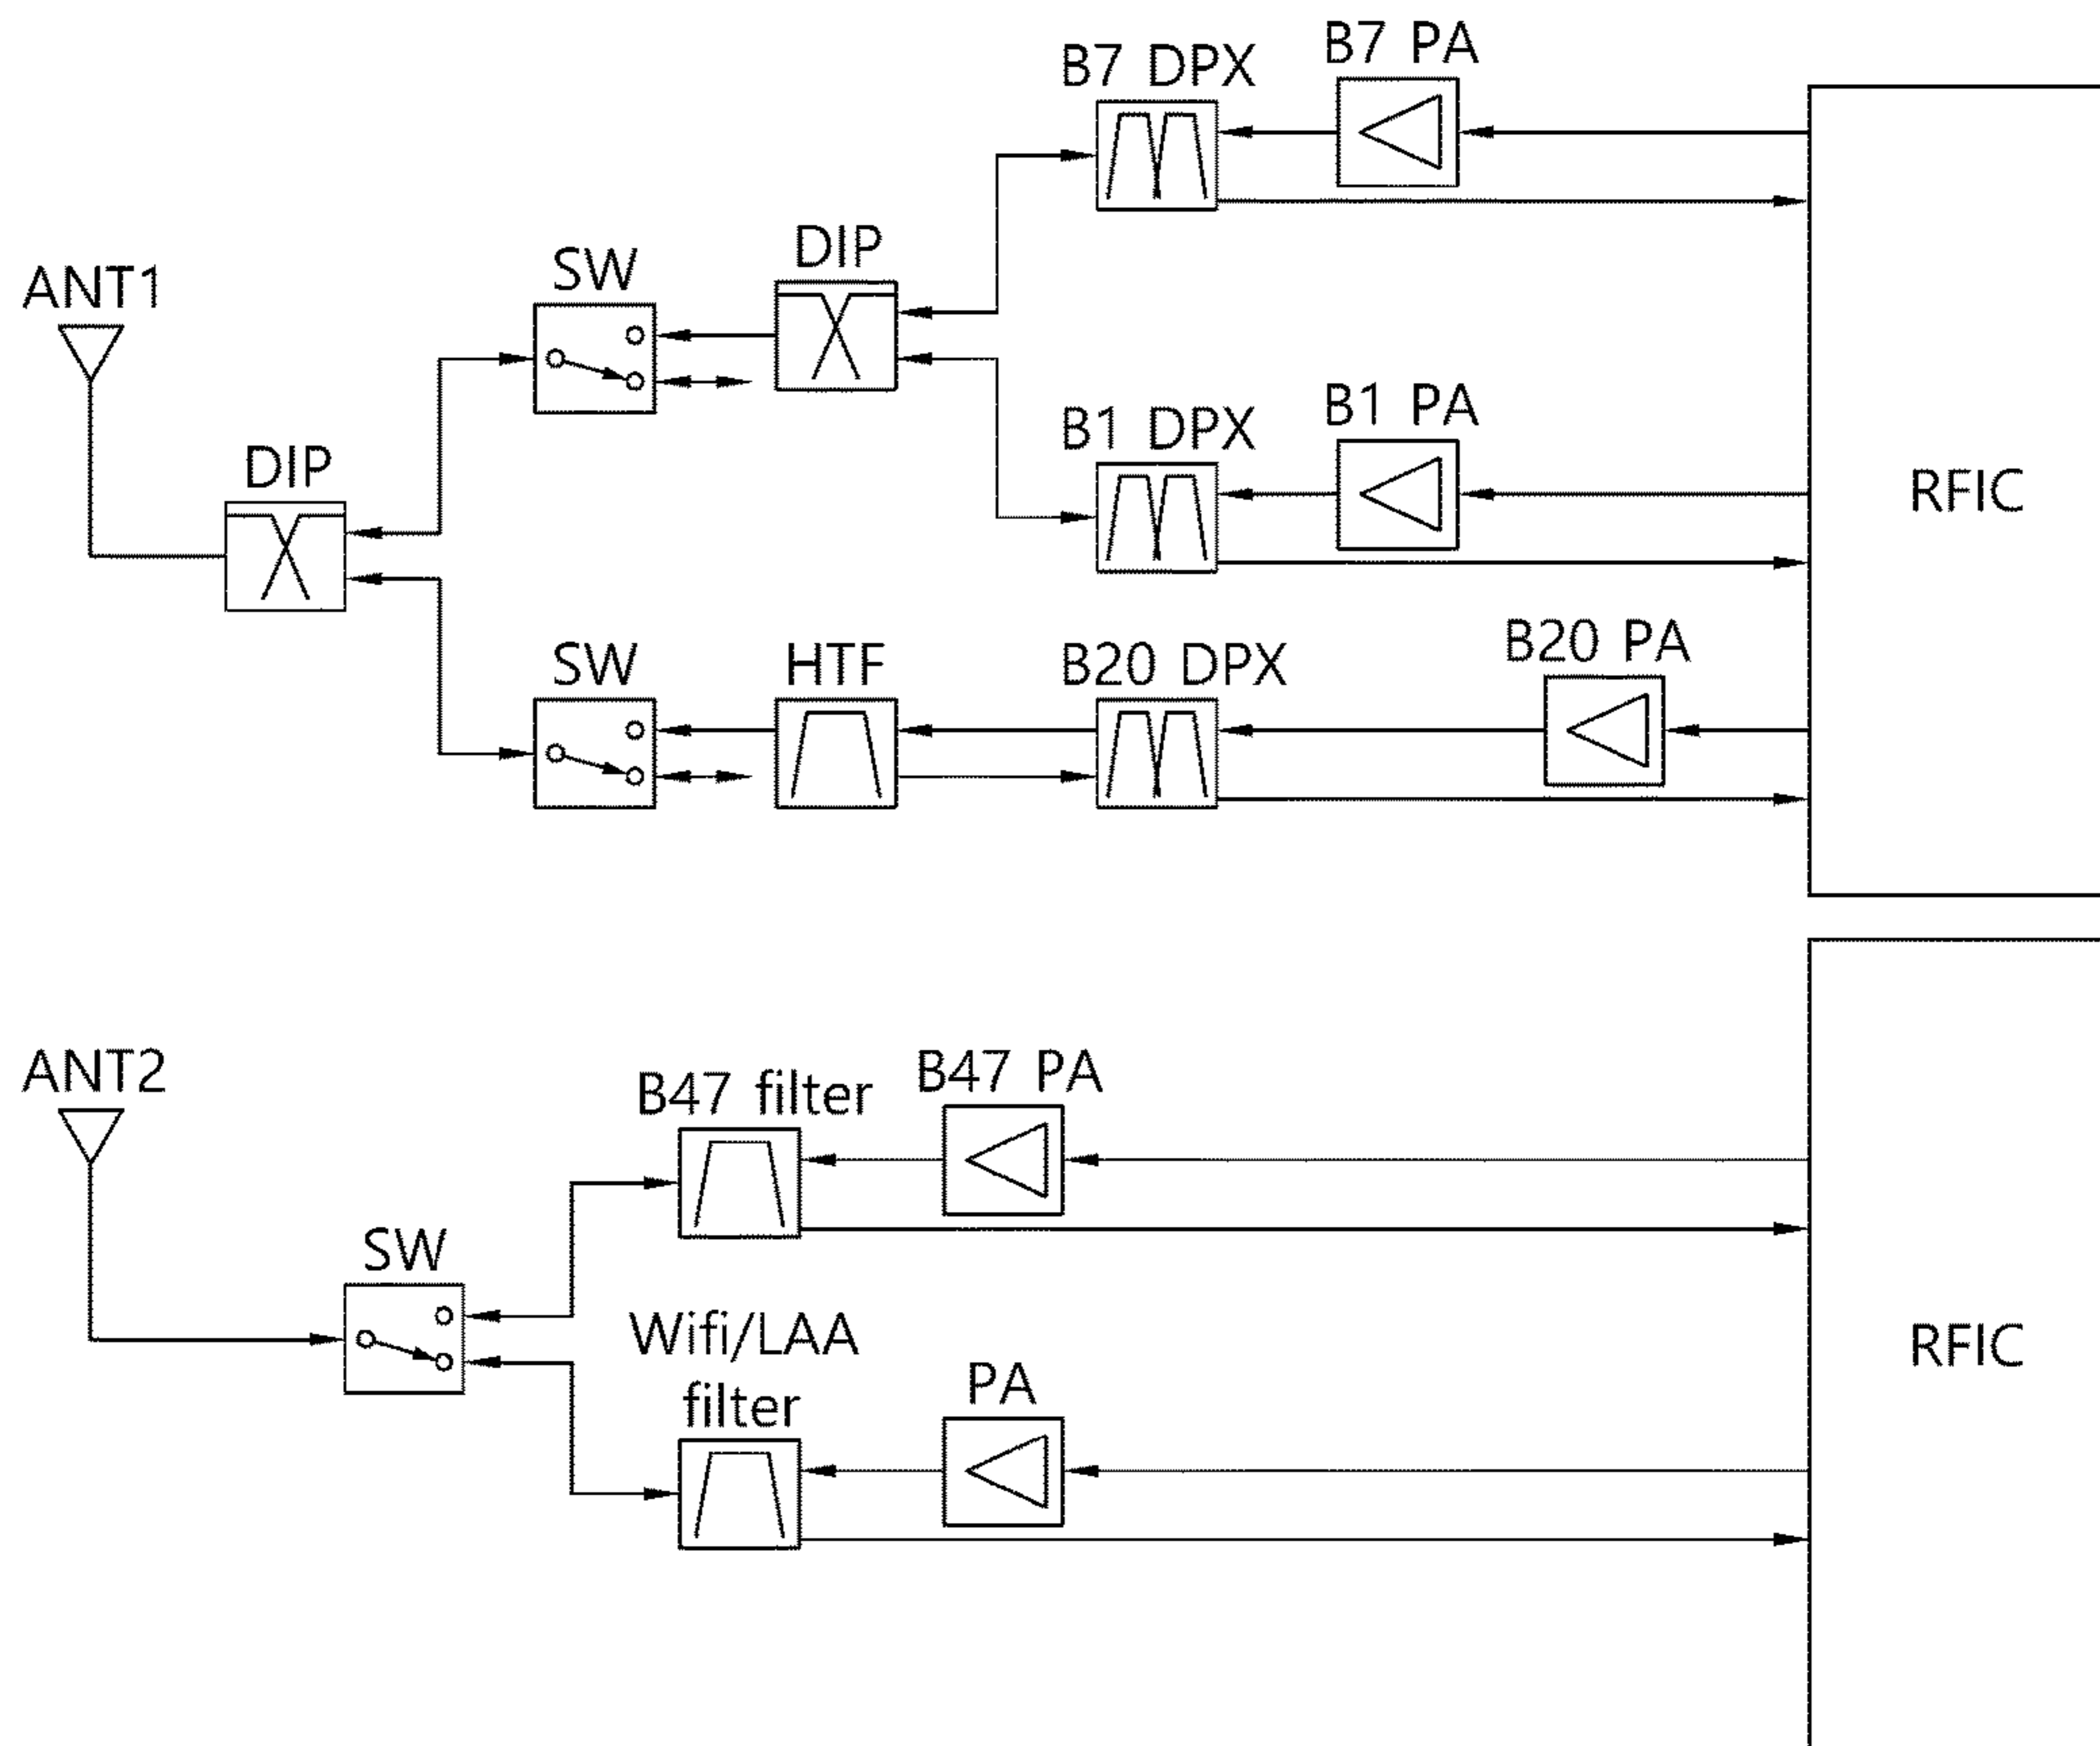 B7 DPX
B7 PA
SW
DIP
ANT1
DIP
B1 DPX
B1 PA
RFIC
SW
HTF
B20 DPX
B20 PA
ANT2
B47 filter
B47 PA
SW
Wifi/LAA
filter
PA
RFIC